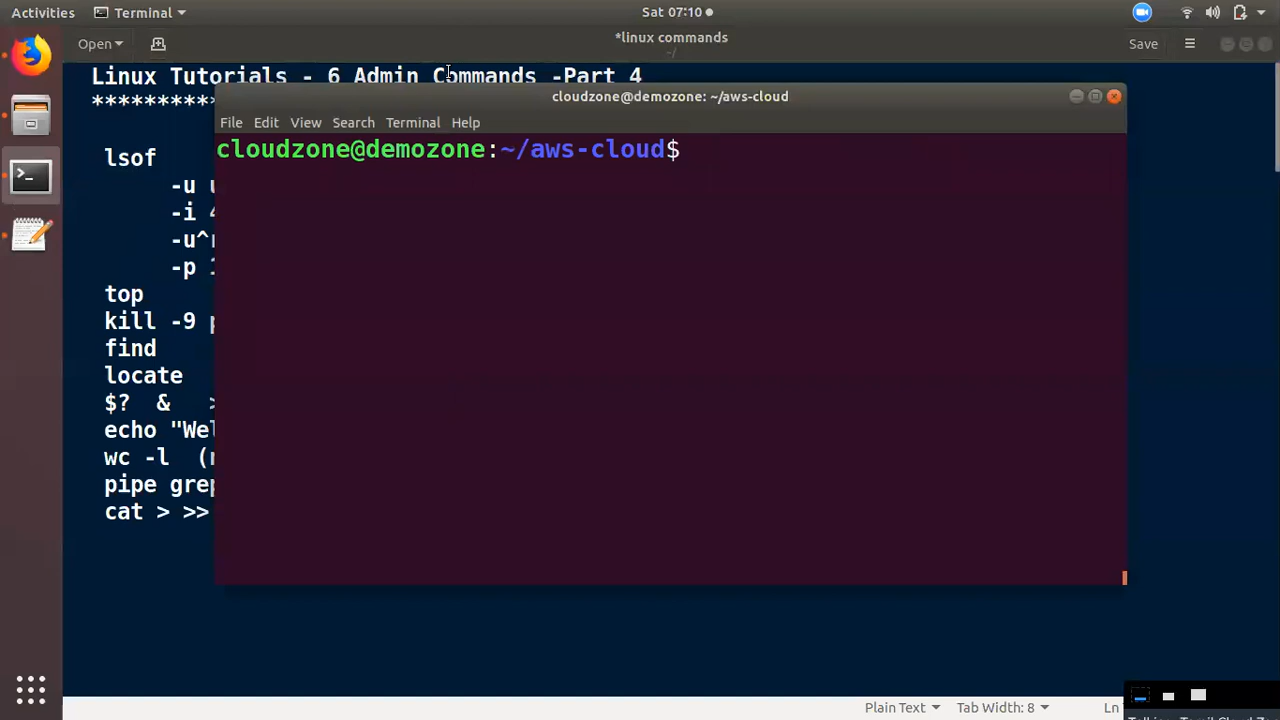 Activities Terminal Sat 07:10
Open *linux commands Save
~/
Linux Tutorials - 6 Admin Commands -Part 4
**********
cloudzone@demozone: ~/aws-cloud
File Edit View Search Terminal Help
cloudzone@demozone:~/aws-cloud$
lsof
-u
-i
-u^
-p
top
kill -9
find
locate
$? &
echo "Wel
wc -l
pipe grep
cat > >>
Plain Text Tab Width: 8 Ln